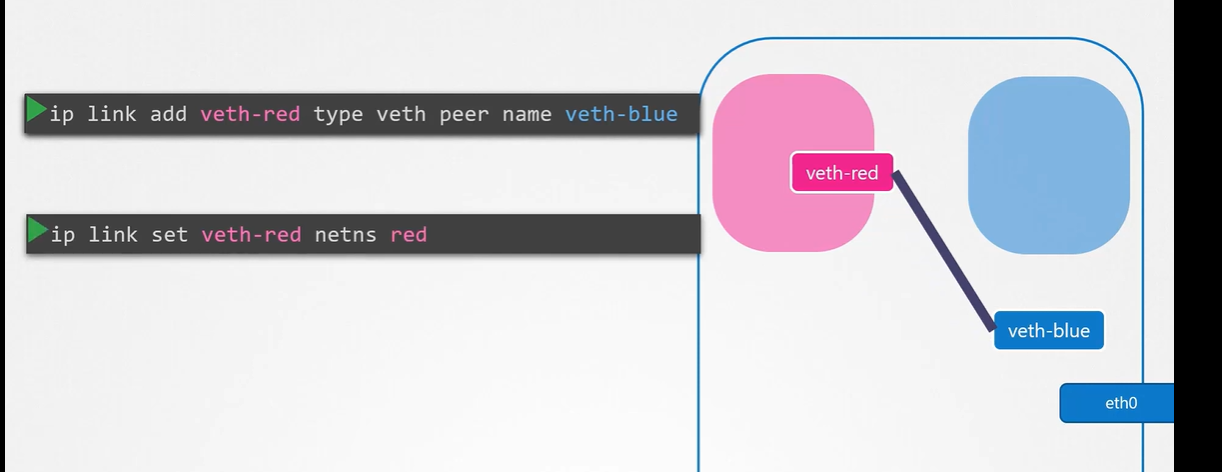 ip link add veth-red type veth peer name veth-blue
ip link set veth-red netns red
veth-red
veth-blue
eth0